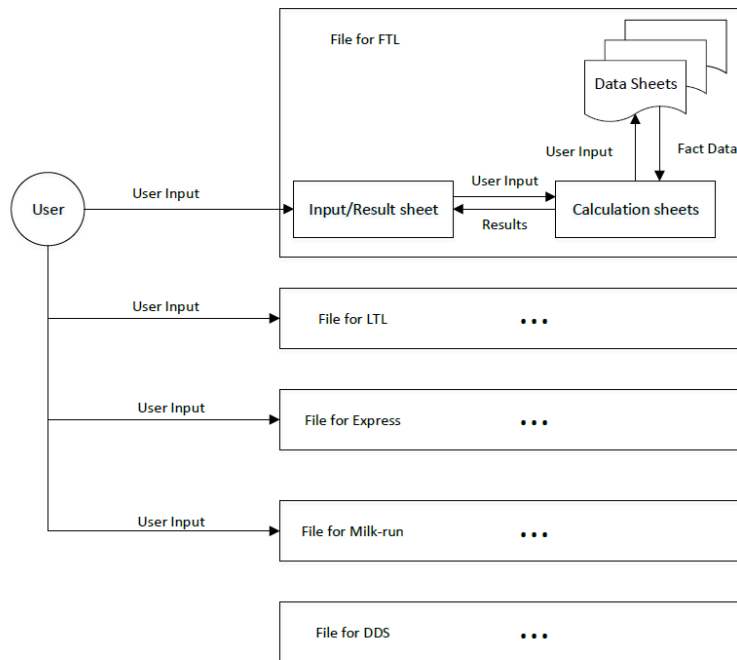 File for FTL
Data Sheets
User Input
Fact Data
User Input
User Input
User
Input/Result sheet
Calculation sheets
Results
User Input
File for LTL
...
User Input
File for Express
...
User Input
File for Milk-run
...
File for DDS
...